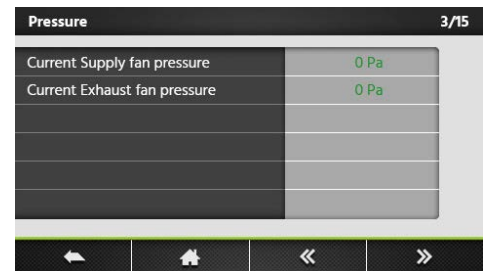 Pressure 3/15
Current Supply fan pressure 0 Pa
Current Exhaust fan pressure 0 Pa